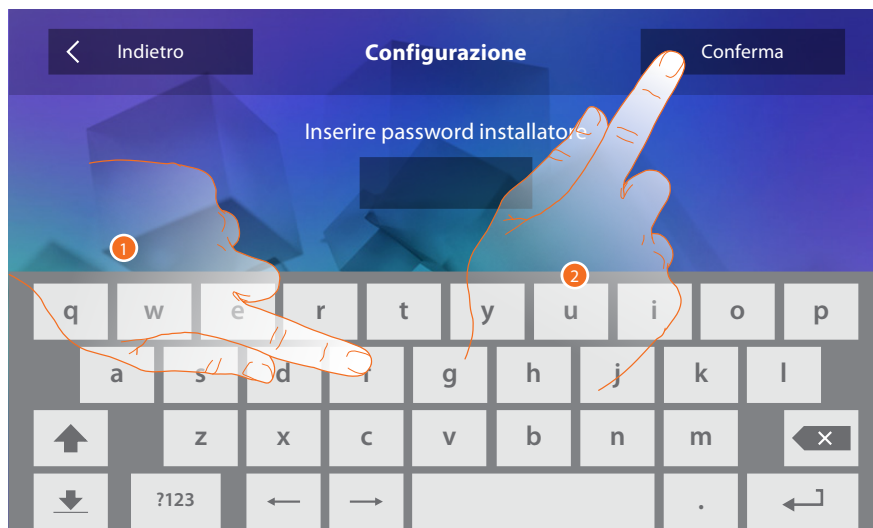 Indietro
Configurazione
Conferma
Inserire password installatore
1
2
q w e r t y u i o p
a s d f g h j k l
z x c v b n m
?123 .